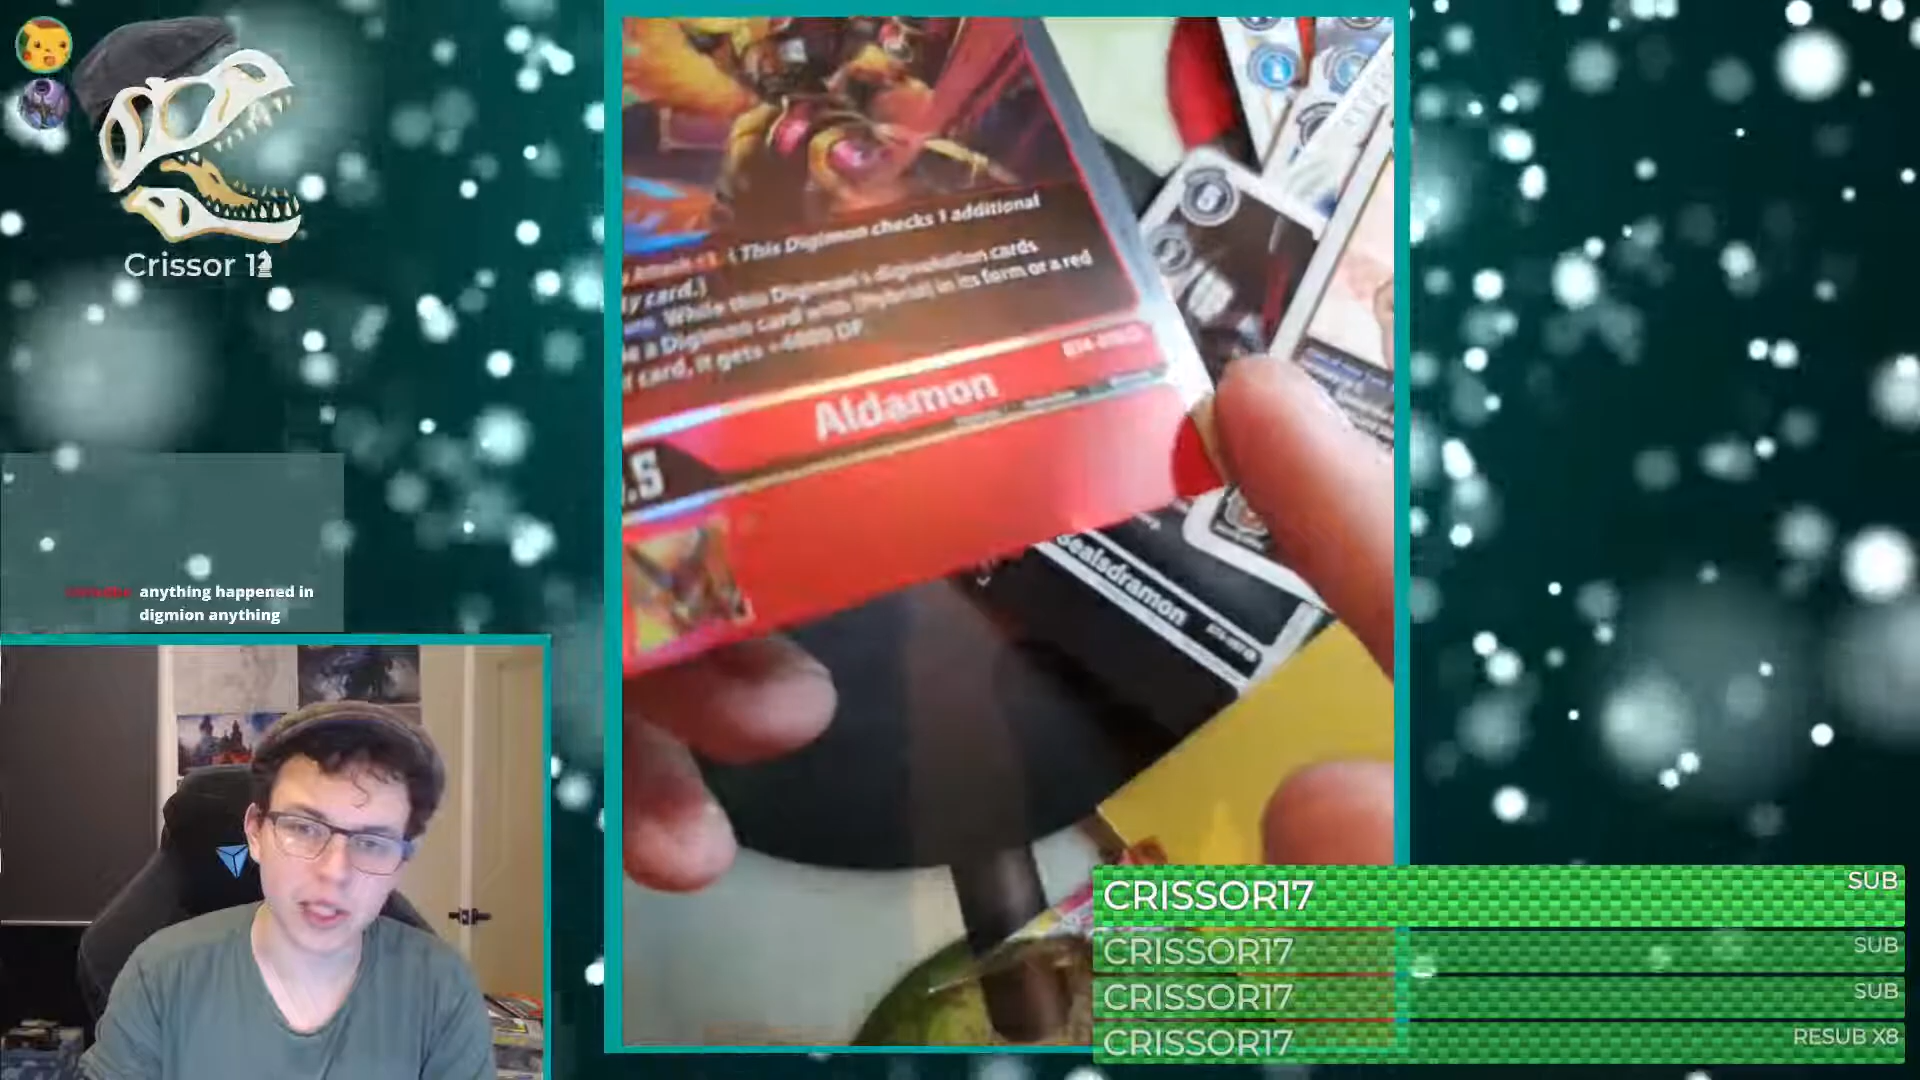 Crissor 1
anything happened in
digmion anything
( This Digimon checks 1 additional
y card.)
While this Digimon's digivolution cards
e a Digimon card with [Hybrid] in its form or a red
card, it gets +4000 DP
Aldamon
.5
Sealsdramon
CRISSOR17
SUB
CRISSOR17
SUB
CRISSOR17
SUB
CRISSOR17
RESUB X8